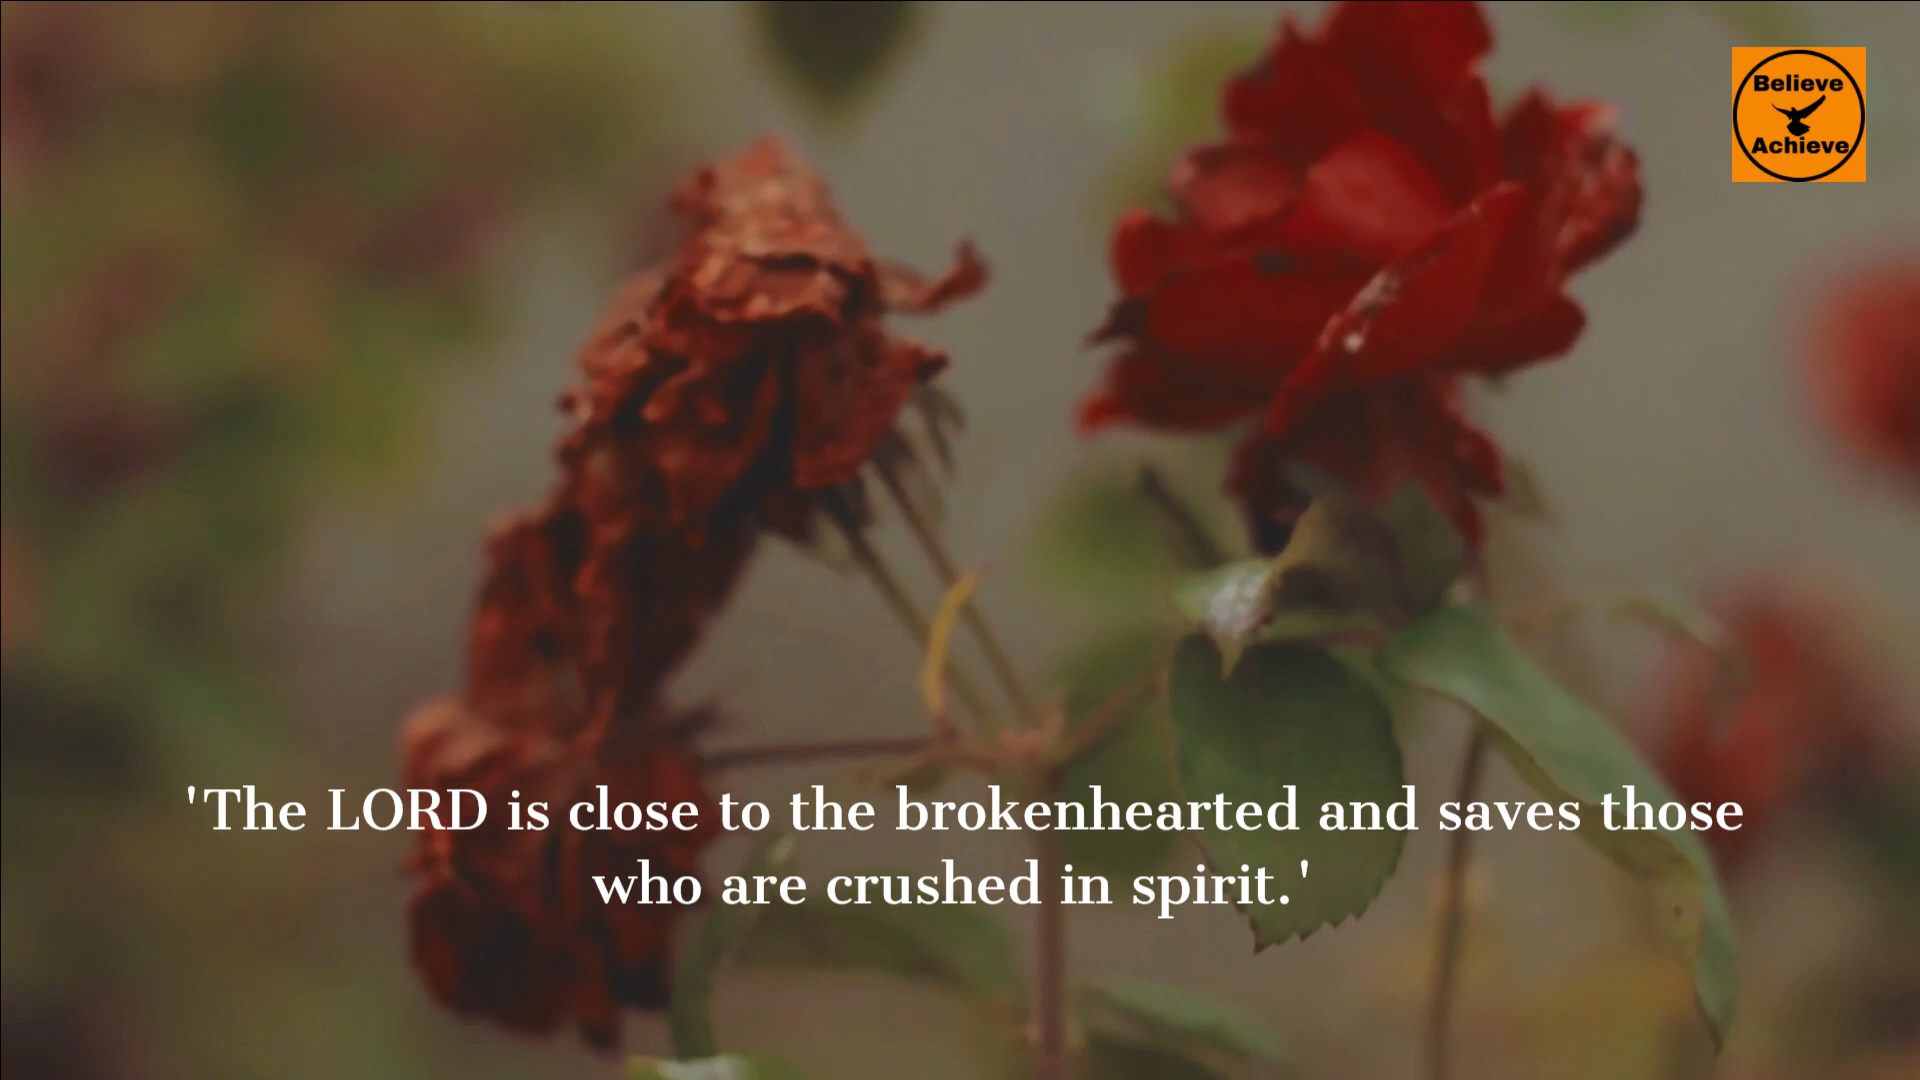 Believe
Achieve
'The LORD is close to the brokenhearted and saves those
who are crushed in spirit.'